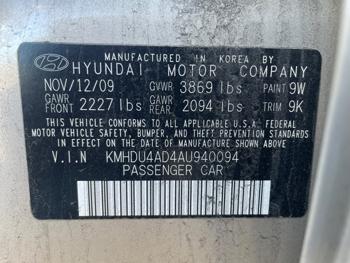 MANUFACTURED IN KOREA BY
HYUNDAI MOTOR COMPANY
NOV/12/09 GVWR 3869 lbs PAINT 9W
GAWR FRONT 2227 lbs GAWR REAR 2094 lbs TRIM 9K
THIS VEHICLE CONFORMS TO ALL APPLICABLE U.S. FEDERAL
MOTOR VEHICLE SAFETY, BUMPER, AND THEFT PREVENTION
STANDARDS IN EFFECT ON THE DATE OF MANUFACTURE SHOWN ABOVE.
V.I.N KMHDU4AD4AU940094
PASSENGER CAR